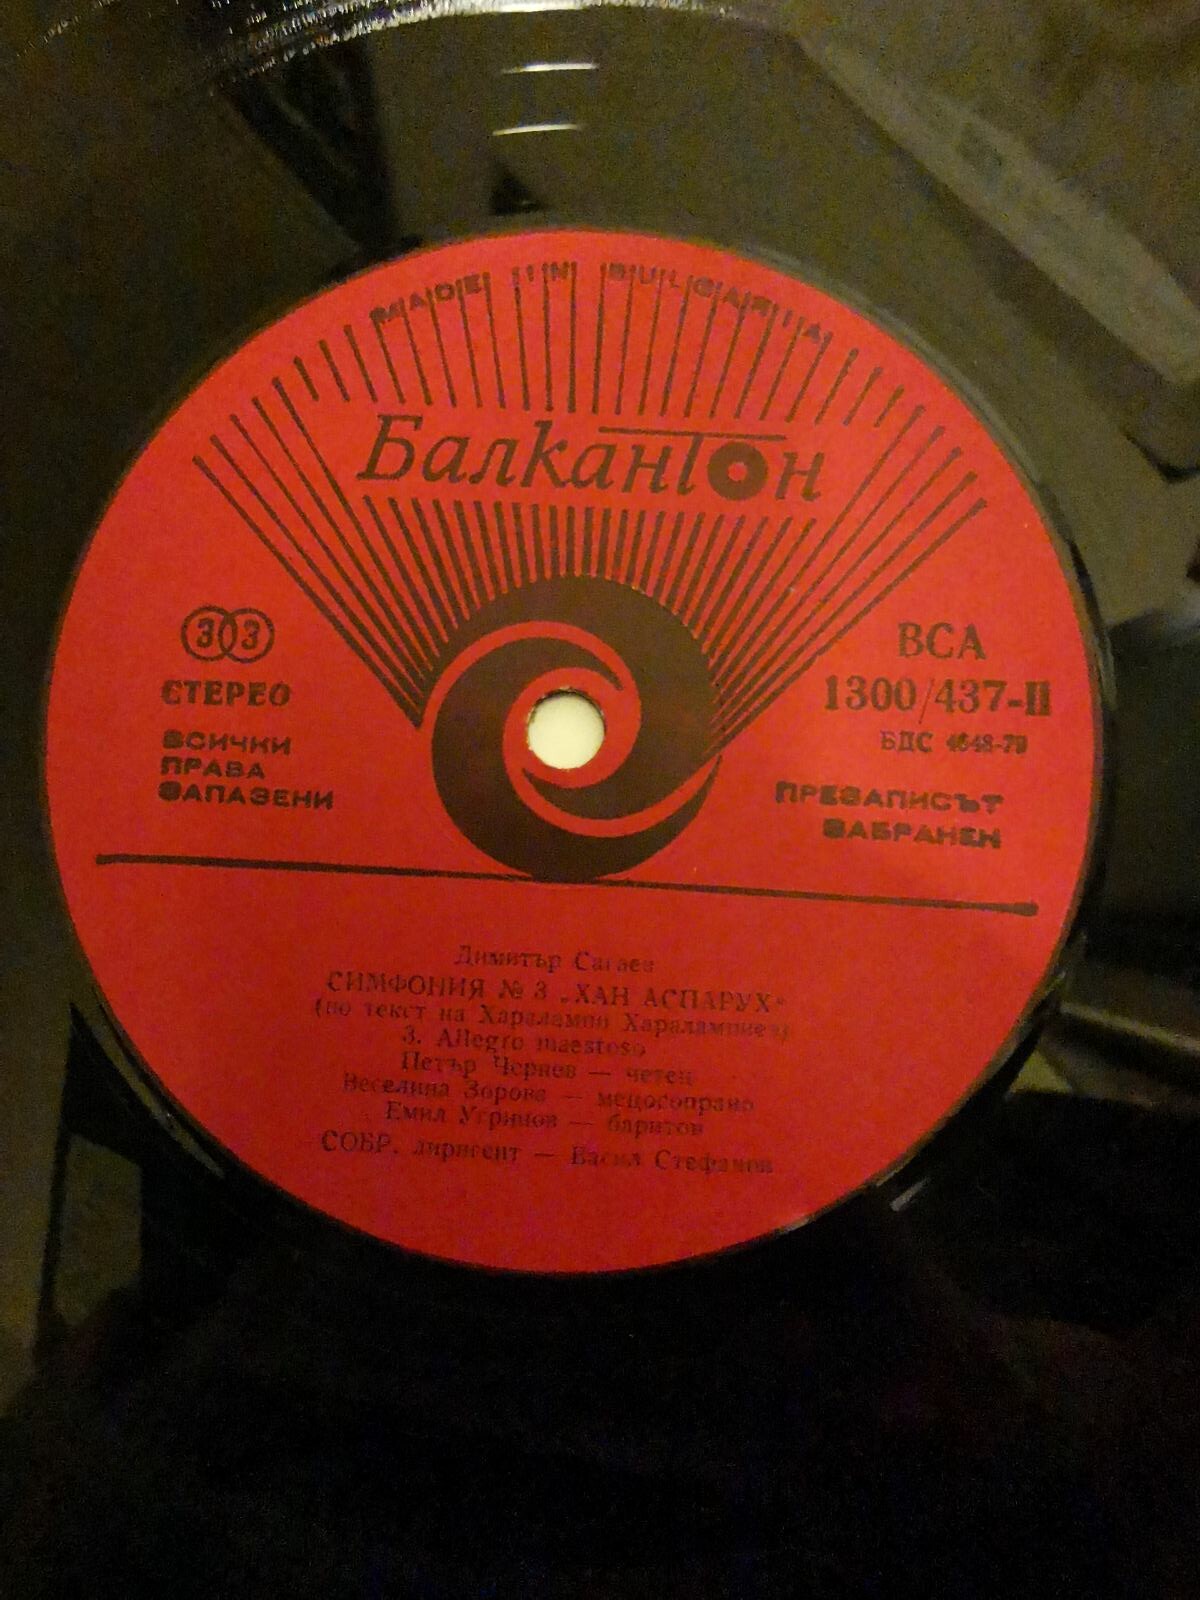 MADE IN BULGARIA
Балкантон
33
СТЕРЕО
ВСИЧКИ
ПРАВА
ЗАПАЗЕНИ
ВСА
1300/437-II
БДС 4648-79
ПРЕЗАПИСЪТ
ЗАБРАНЕН
Димитър Сагаев
СИМФОНИЯ № 3 „ХАН АСПАРУХ"
(по текст на Харалампи Харалампиев)
3. Allegro maestoso
Петър Чернев — четец
Веселина Зорова — мецосопрано
Емил Угринов — баритон
СОБР. диригент — Васил Стефанов